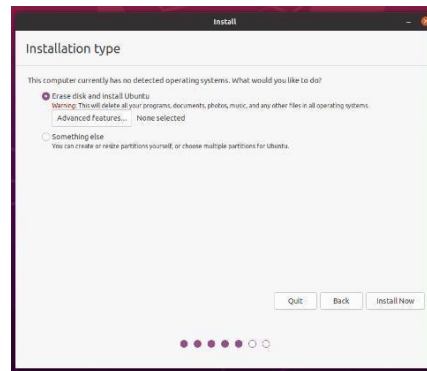 Install
Installation type
This computer currently has no detected operating systems. What would you like to do?
Erase disk and install Ubuntu
Warning: This will delete all your programs, documents, photos, music, and any other files in all operating systems.
Advanced features... None selected
Something else
You can create or resize partitions yourself, or choose multiple partitions for Ubuntu.
Quit Back Install Now